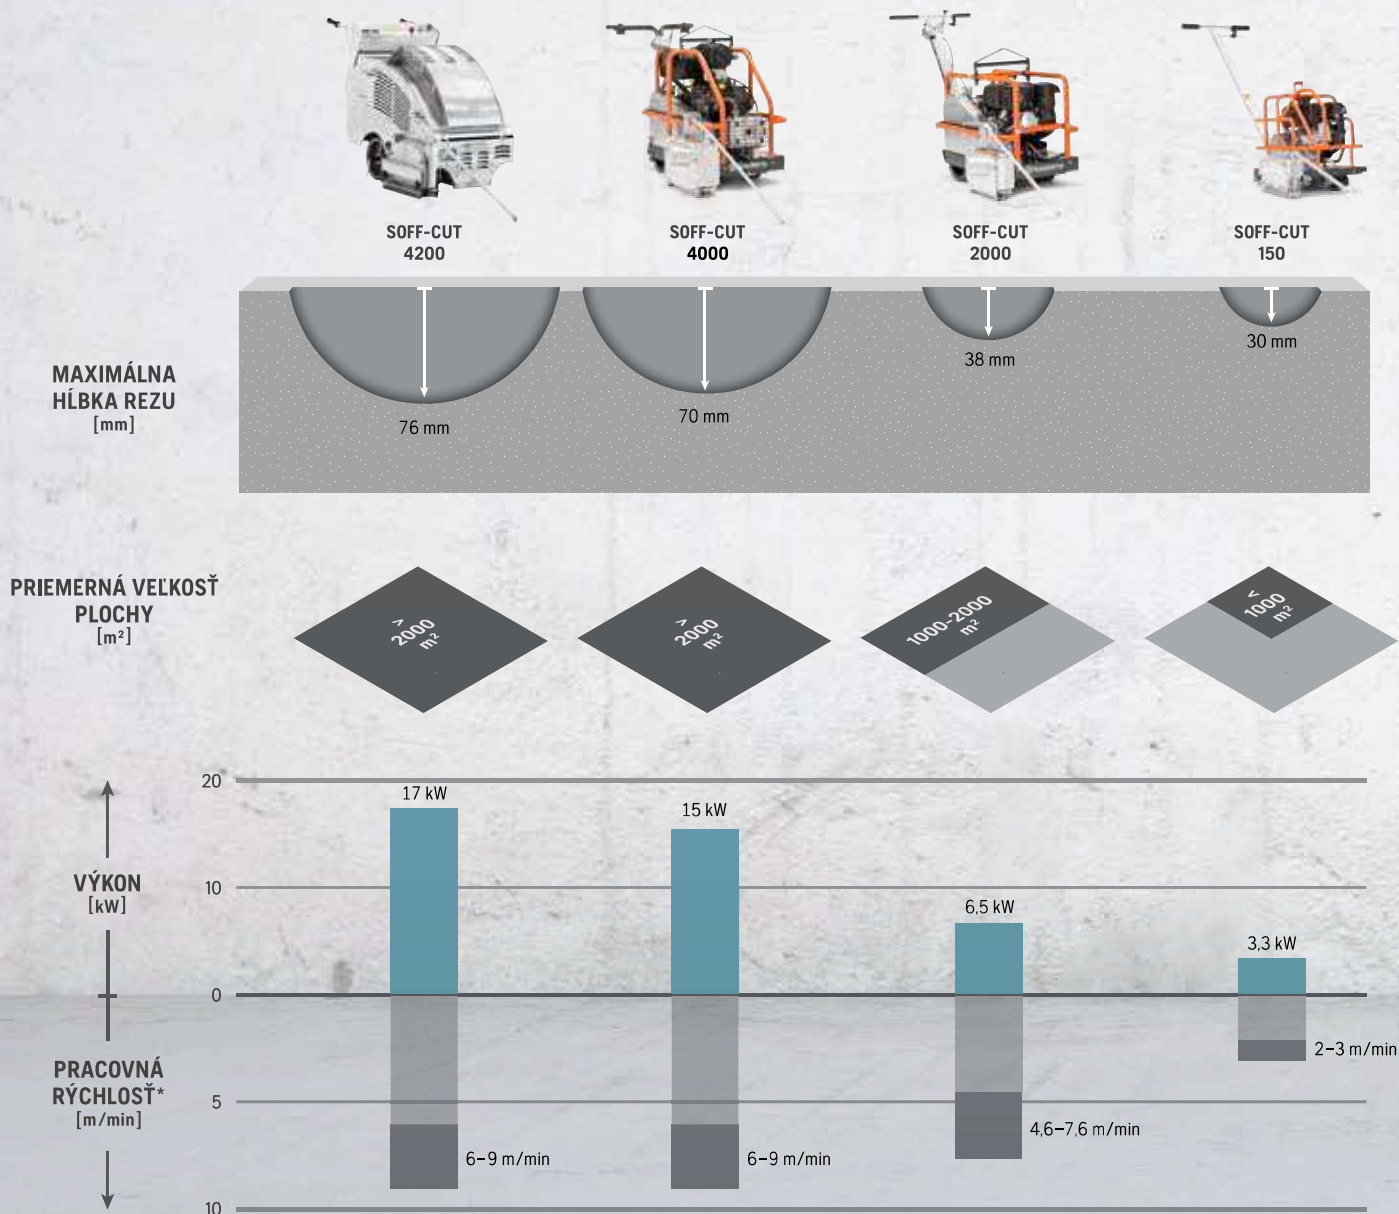 SOFF-CUT
4200
SOFF-CUT
4000
SOFF-CUT
2000
SOFF-CUT
150
MAXIMÁLNA
HĹBKA REZU
[mm]
76 mm
70 mm
38 mm
30 mm
PRIEMERNÁ VEĽKOSŤ
PLOCHY
[m²]
>
2000
m²
>
2000
m²
1000-2000
m²
<
1000
m²
VÝKON
[kW]
20
10
0
17 kW
15 kW
6,5 kW
3,3 kW
PRACOVNÁ
RÝCHLOSŤ*
[m/min]
5
10
6–9 m/min
6–9 m/min
4,6–7,6 m/min
2–3 m/min